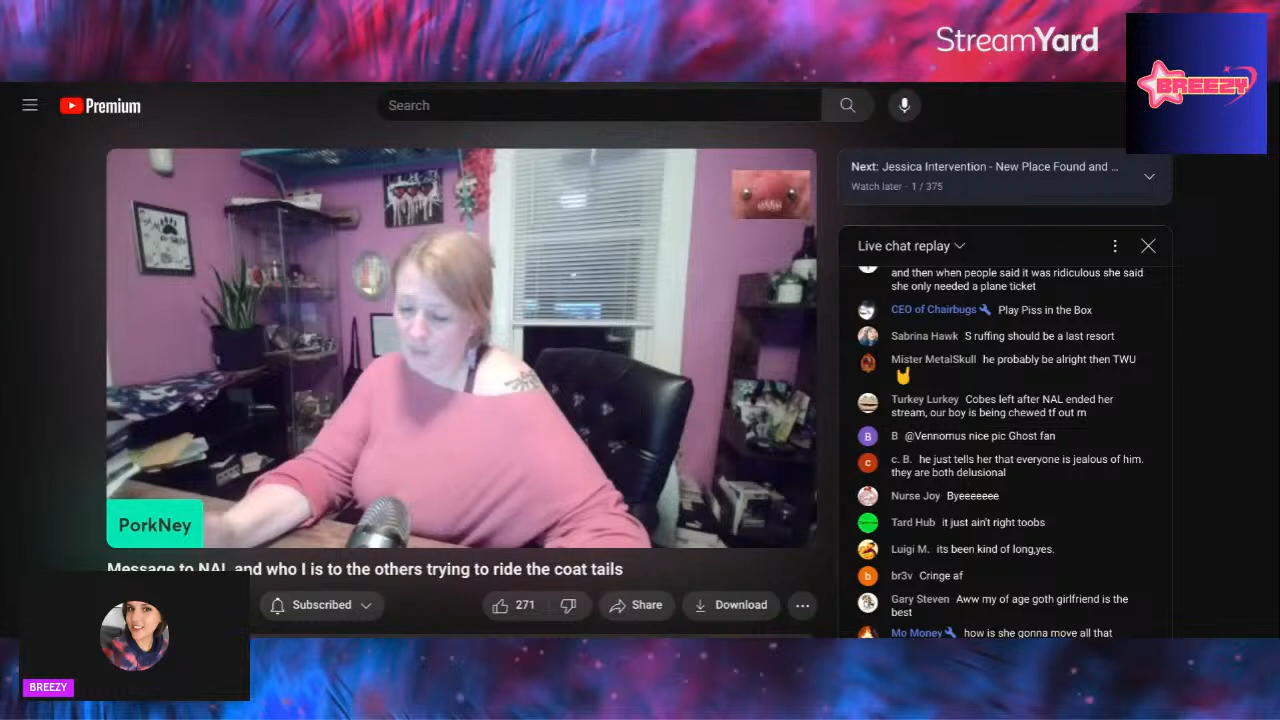 StreamYard
BREEZY
Premium
Search
Next: Jessica Intervention - New Place Found and ...
Watch later · 1 / 375
Live chat replay
and then when people said it was ridiculous she said
she only needed a plane ticket
CEO of Chairbugs Play Piss in the Box
Sabrina Hawk S ruffing should be a last resort
Mister MetalSkull he probably be alright then TWU
🤘
Turkey Lurkey Cobes left after NAL ended her
stream, our boy is being chewed tf out rn
B B @Vennomus nice pic Ghost fan
c c. B. he just tells her that everyone is jealous of him.
they are both delusional
Nurse Joy Byeeeeeee
Tard Hub it just ain't right toobs
Luigi M. its been kind of long,yes.
b br3v Cringe af
Gary Steven Aww my of age goth girlfriend is the
best
Mo Money how is she gonna move all that
PorkNey
Message to NAL and who I is to the others trying to ride the coat tails
Subscribed
271
Share
Download
BREEZY